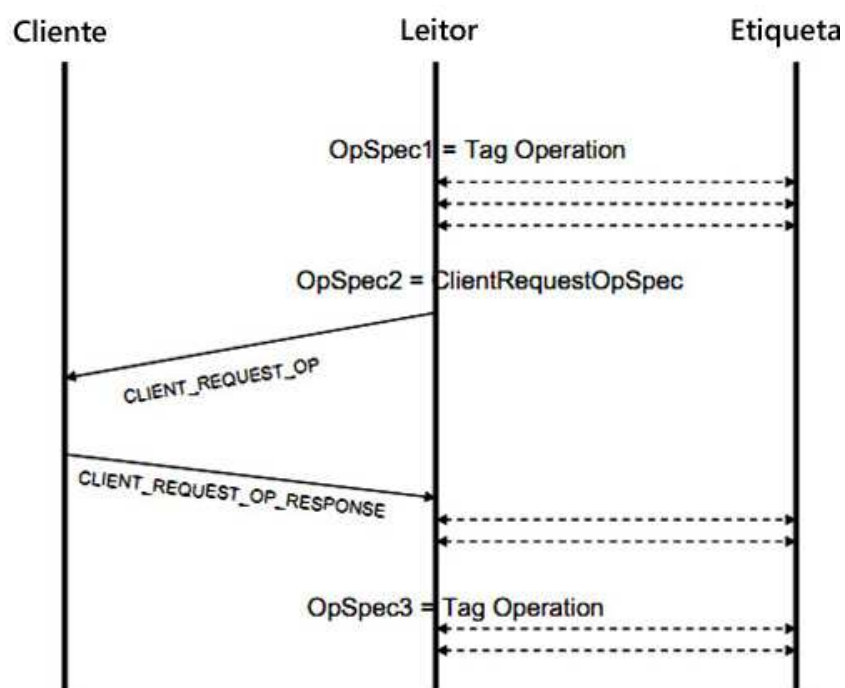 Cliente
Leitor
Etiqueta
OpSpec1 = Tag Operation
OpSpec2 = ClientRequestOpSpec
CLIENT_REQUEST_OP
CLIENT_REQUEST_OP_RESPONSE
OpSpec3 = Tag Operation